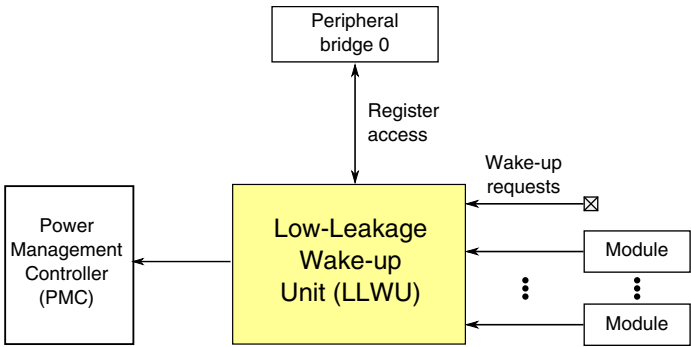 Peripheral
bridge 0
Register
access
Wake-up
requests
Power
Management
Controller
(PMC)
Low-Leakage
Wake-up
Unit (LLWU)
Module
Module